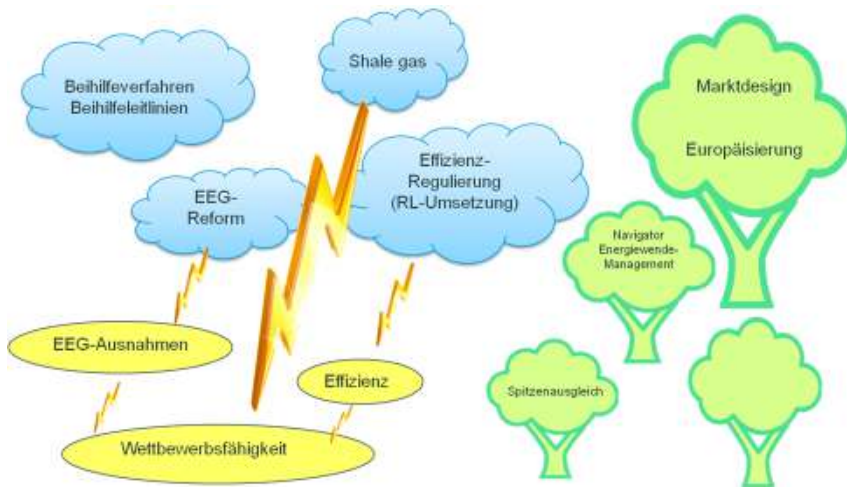 Beihilfeverfahren
Beihilfeleitlinien
Shale gas
EEG-
Reform
Effizienz-
Regulierung
(RL-Umsetzung)
EEG-Ausnahmen
Effizienz
Wettbewerbsfähigkeit
Marktdesign
Europäisierung
Navigator
Energiewende-
Management
Spitzenausgleich